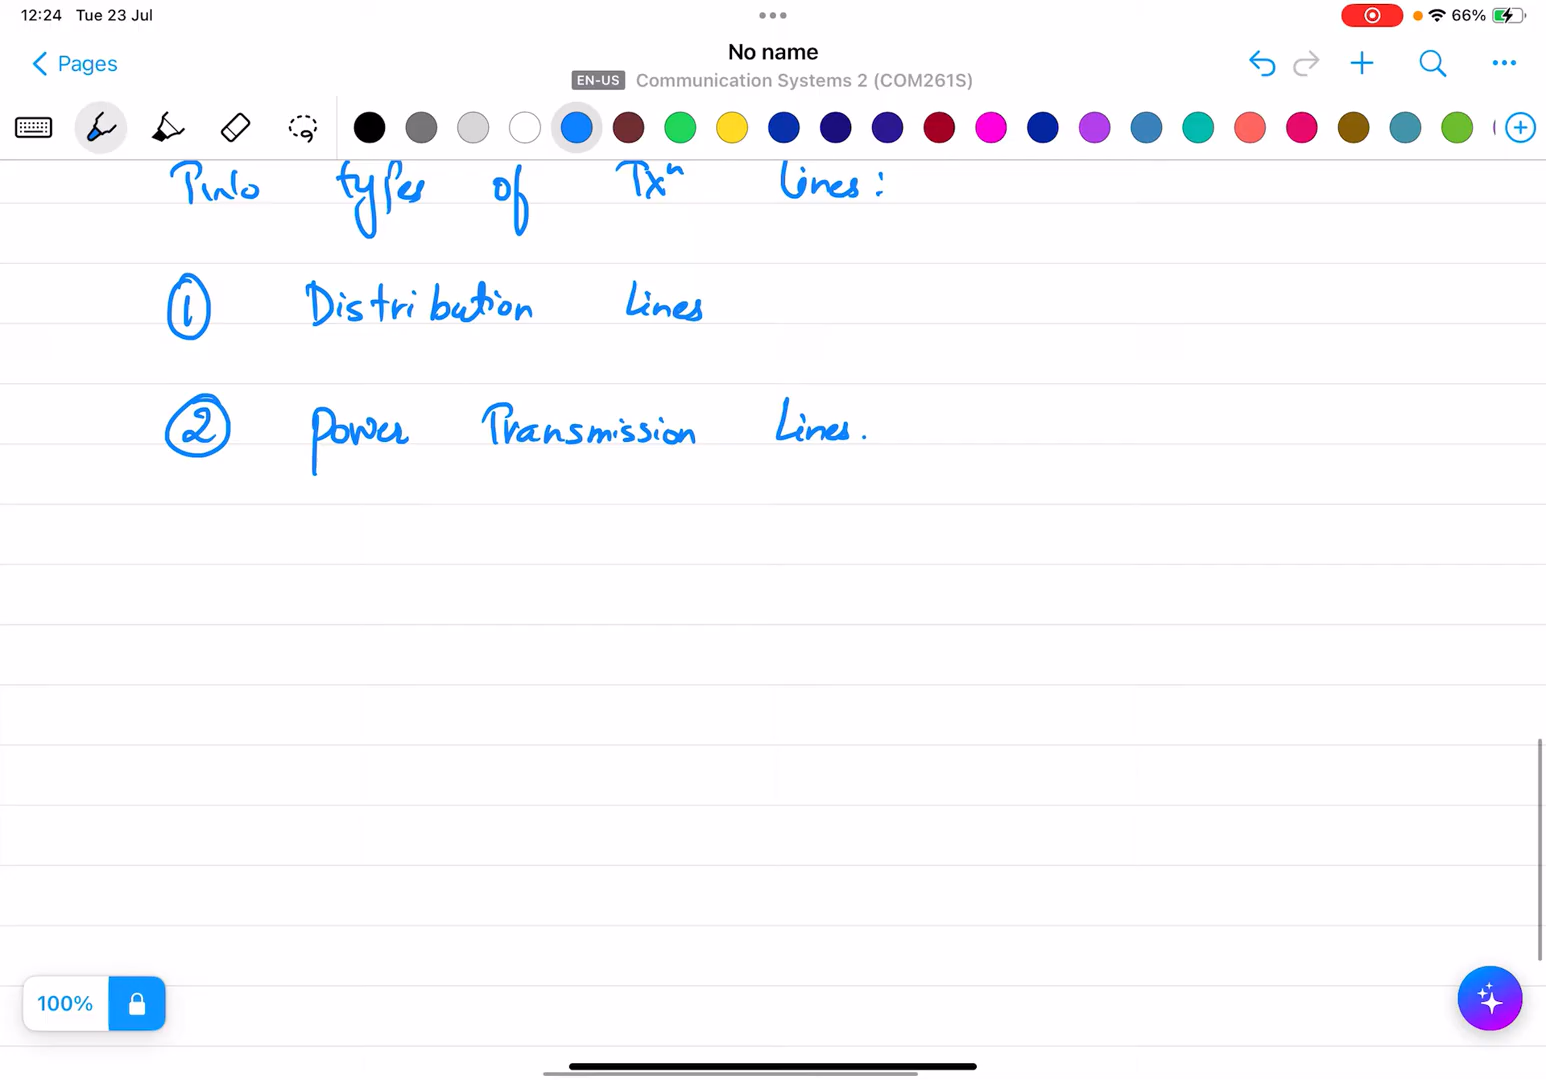 12:24 Tue 23 Jul
66%
Pages
No name
EN-US Communication Systems 2 (COM261S)
Two types of Txⁿ lines:
① Distribution Lines
② Power Transmission Lines.
100%